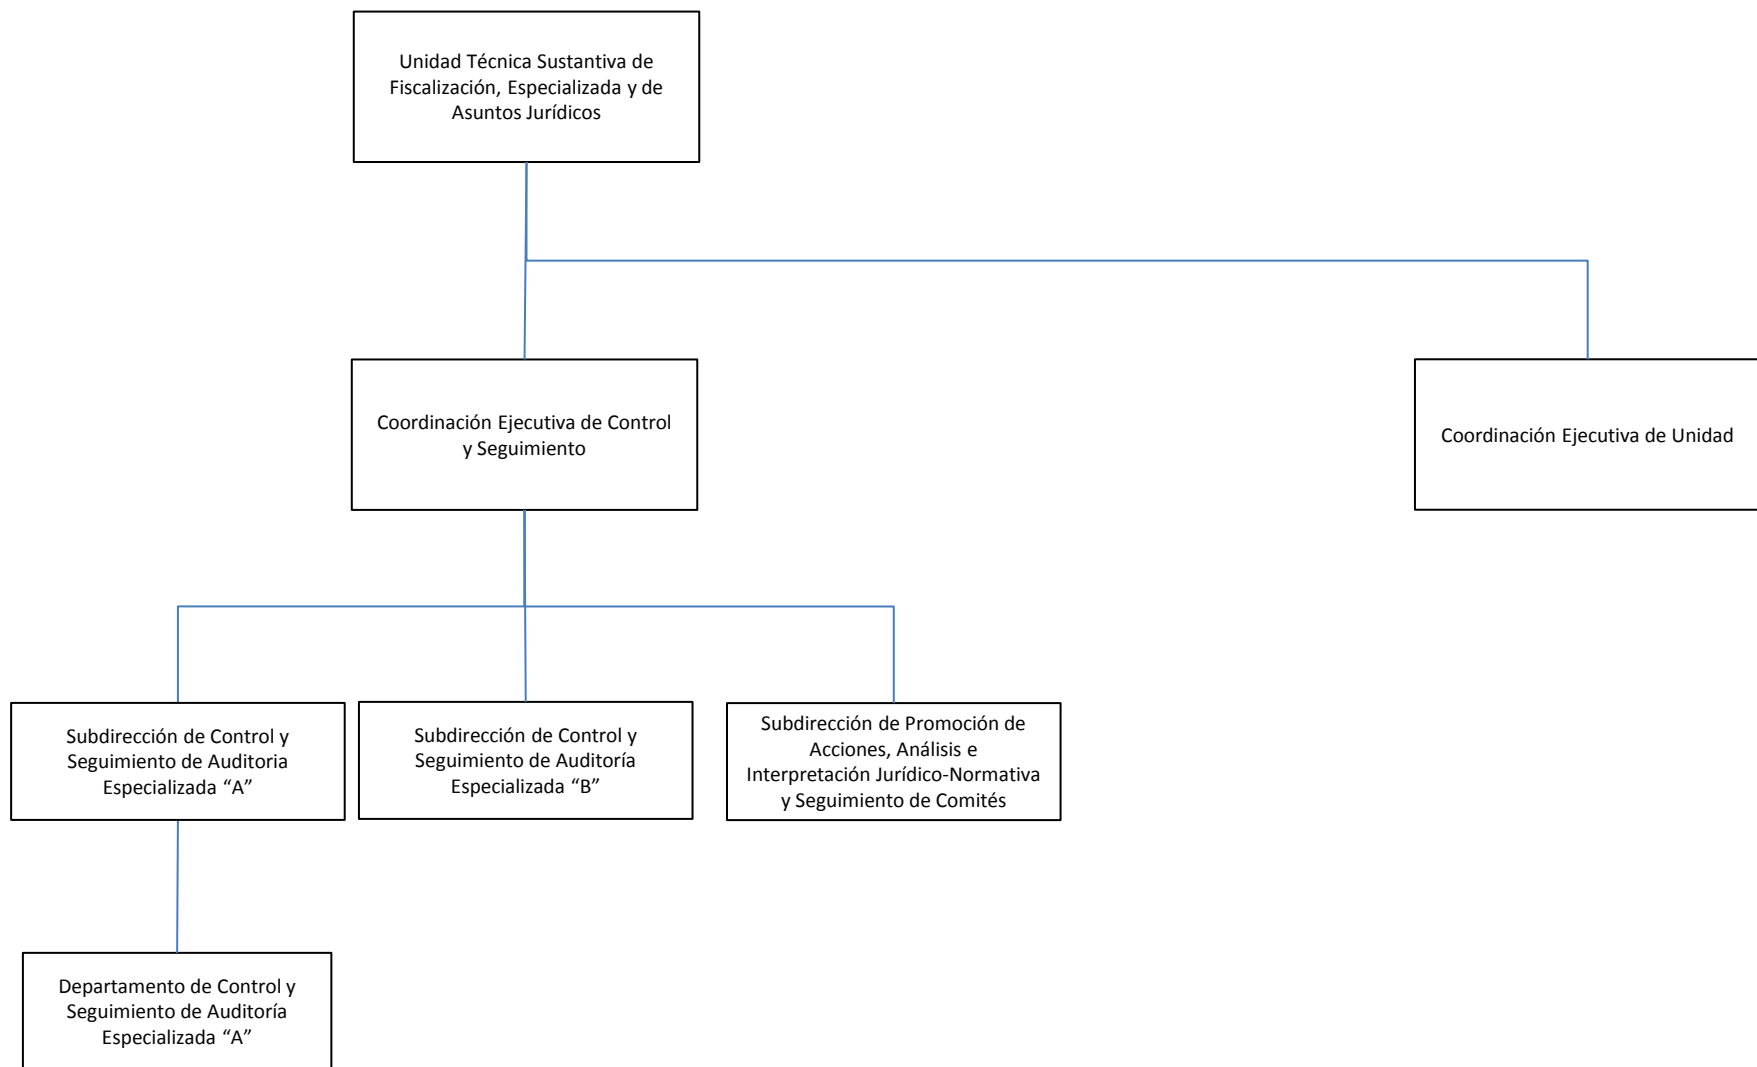 Unidad Técnica Sustantiva de
Fiscalización, Especializada y de
Asuntos Jurídicos
Coordinación Ejecutiva de Control
y Seguimiento
Coordinación Ejecutiva de Unidad
Subdirección de Control y
Seguimiento de Auditoria
Especializada “A”
Subdirección de Control y
Seguimiento de Auditoría
Especializada “B”
Subdirección de Promoción de
Acciones, Análisis e
Interpretación Jurídico-Normativa
y Seguimiento de Comités
Departamento de Control y
Seguimiento de Auditoría
Especializada “A”